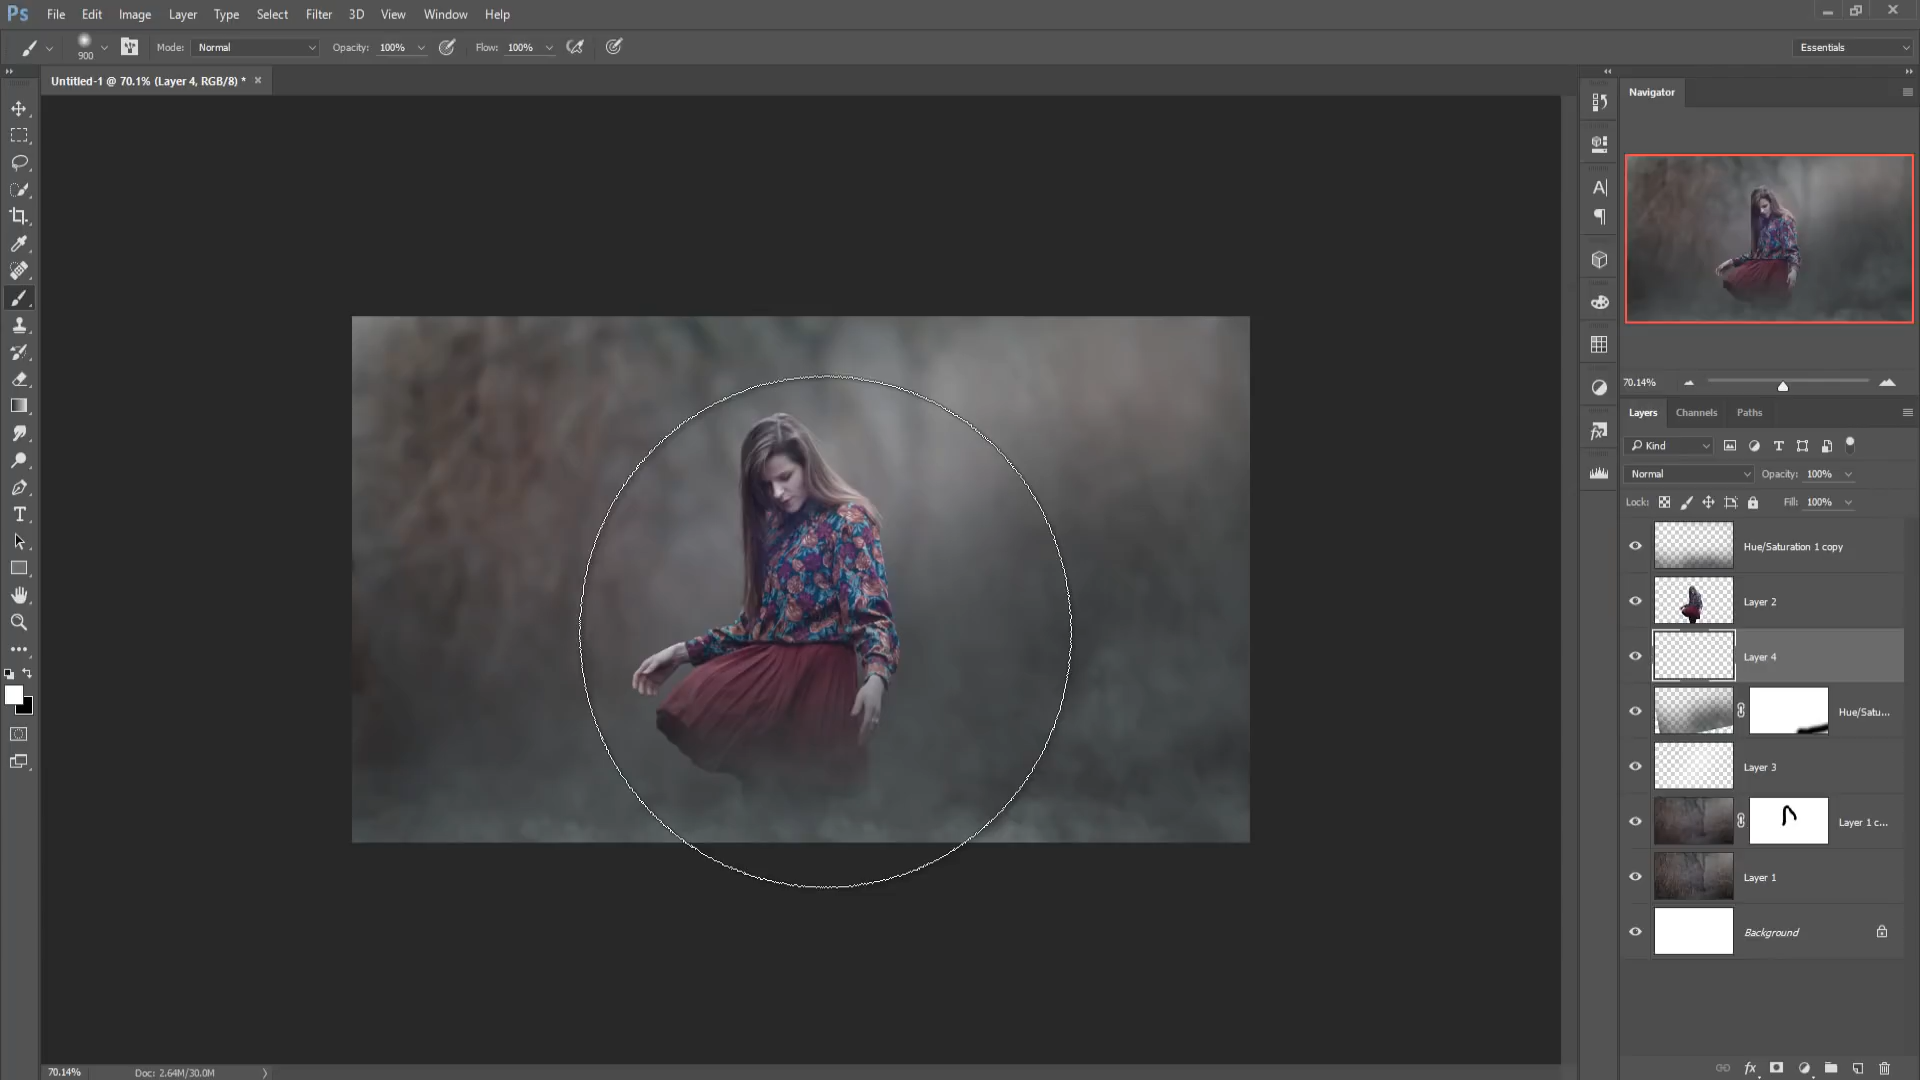 Ps File Edit Image Layer Type Select Filter 3D View Window Help
900 Mode: Normal Opacity: 100% Flow: 100% Essentials
Untitled-1 @ 70.1% (Layer 4, RGB/8) * ×
Navigator
70.14%
Layers Channels Paths
Kind
Normal Opacity: 100%
Lock: Fill: 100%
Hue/Saturation 1 copy
Layer 2
Layer 4
Hue/Satu...
Layer 3
Layer 1 c...
Layer 1
Background
70.14% Doc: 2.64M/30.0M